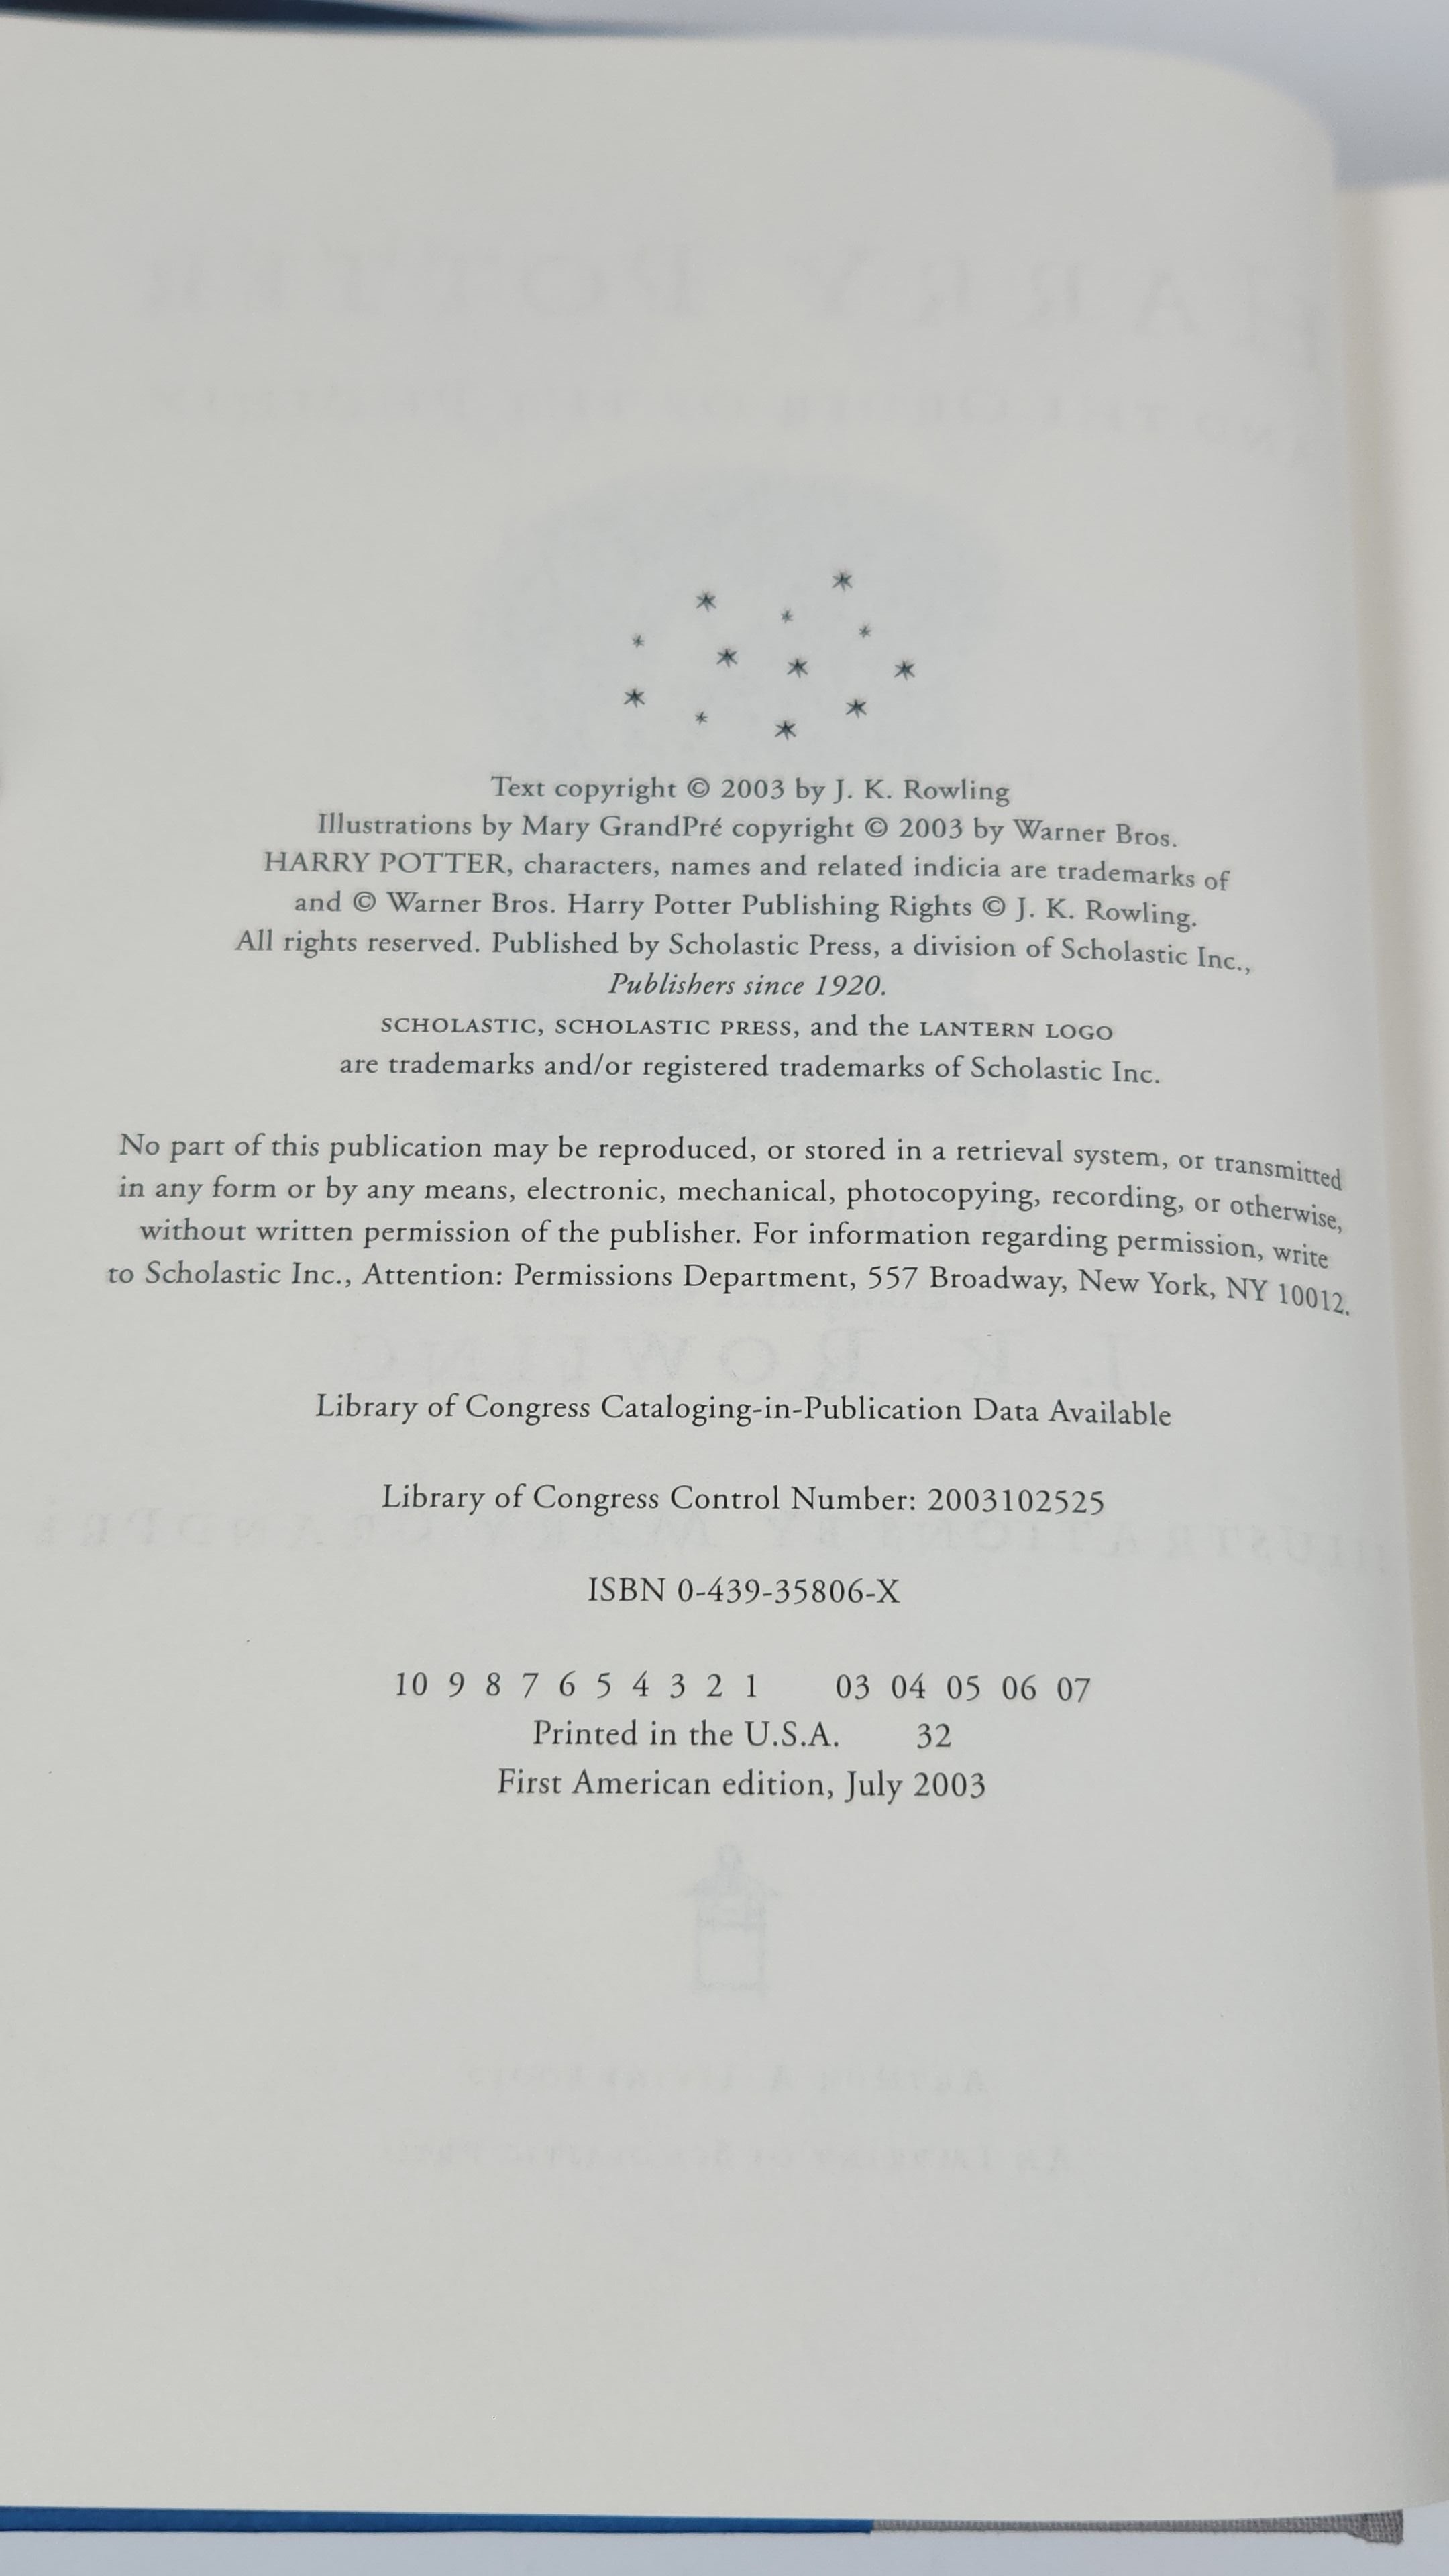 Text copyright © 2003 by J. K. Rowling
Illustrations by Mary GrandPré copyright © 2003 by Warner Bros.
HARRY POTTER, characters, names and related indicia are trademarks of
and © Warner Bros. Harry Potter Publishing Rights © J. K. Rowling.
All rights reserved. Published by Scholastic Press, a division of Scholastic Inc.,
Publishers since 1920.
SCHOLASTIC, SCHOLASTIC PRESS, and the LANTERN LOGO
are trademarks and/or registered trademarks of Scholastic Inc.
No part of this publication may be reproduced, or stored in a retrieval system, or transmitted
in any form or by any means, electronic, mechanical, photocopying, recording, or otherwise,
without written permission of the publisher. For information regarding permission, write
to Scholastic Inc., Attention: Permissions Department, 557 Broadway, New York, NY 10012.
Library of Congress Cataloging-in-Publication Data Available
Library of Congress Control Number: 2003102525
ISBN 0-439-35806-X
10 9 8 7 6 5 4 3 2 1 03 04 05 06 07
Printed in the U.S.A. 32
First American edition, July 2003